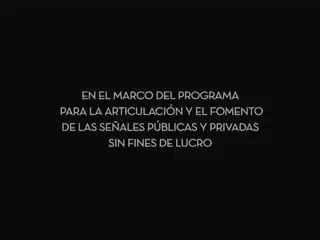 EN EL MARCO DEL PROGRAMA
PARA LA ARTICULACIÓN Y EL FOMENTO
DE LAS SEÑALES PÚBLICAS Y PRIVADAS
SIN FINES DE LUCRO